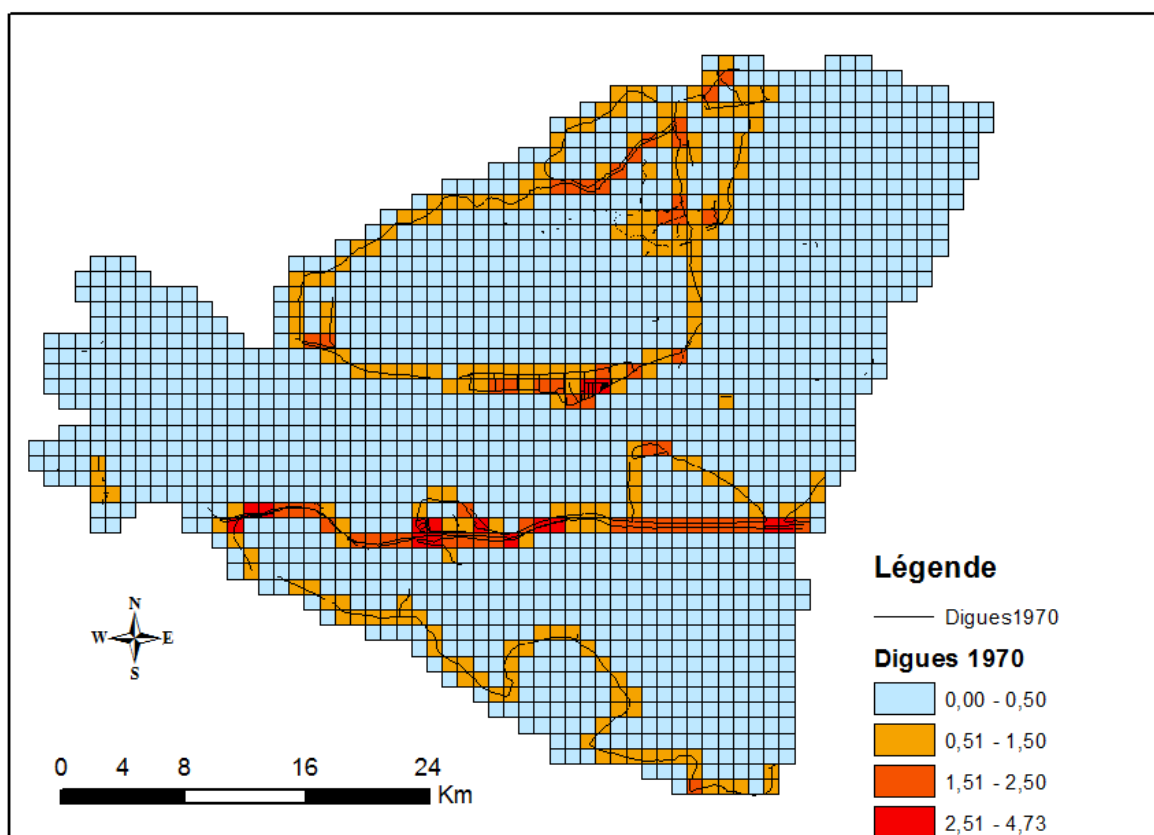 N
W E
S
0 4 8 16 24
Km
Légende
Digues1970
Digues 1970
0,00 - 0,50
0,51 - 1,50
1,51 - 2,50
2,51 - 4,73